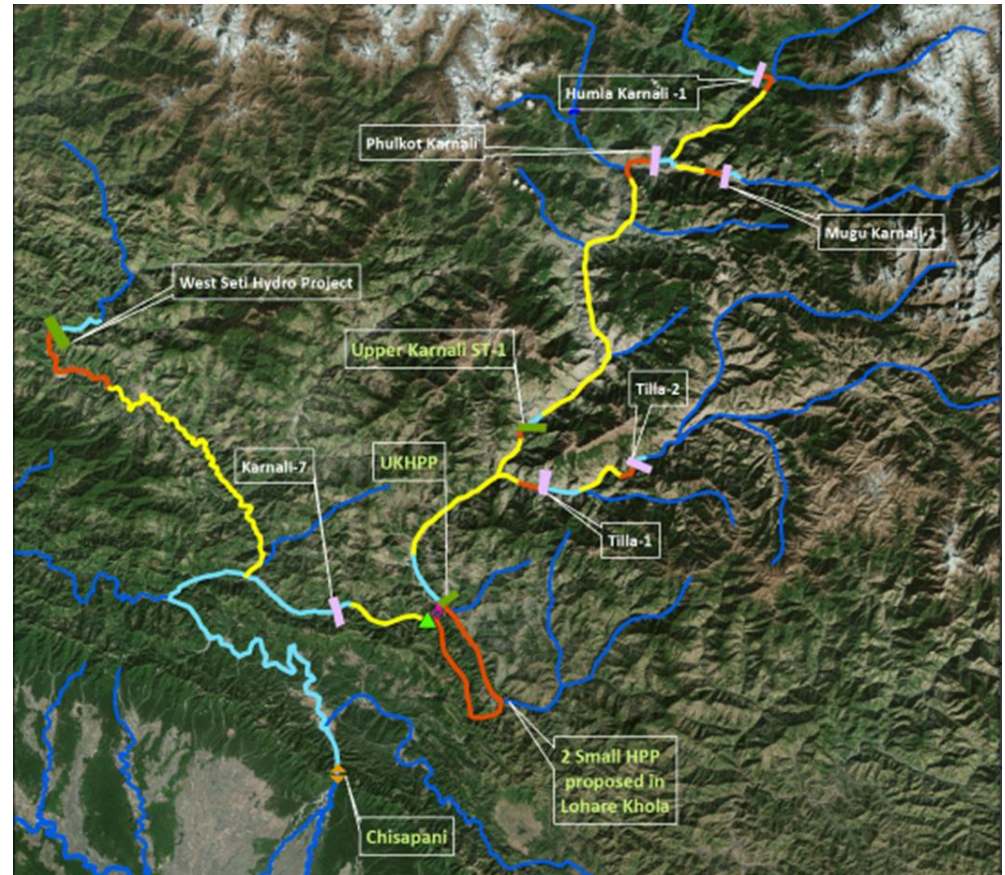 Humla Karnali -1
Phulkot Karnali
Mugu Karnali-1
West Seti Hydro Project
Upper Karnali ST-1
Tilla-2
Karnali-7
UKHPP
Tilla-1
2 Small HPP
proposed in
Lohare Khola
Chisapani